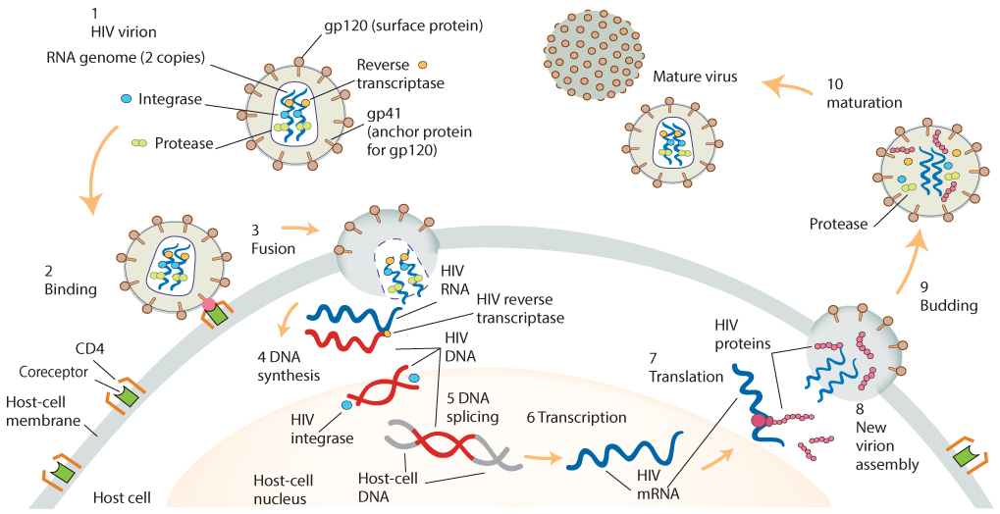 1
HIV virion
RNA genome (2 copies)
Integrase
Protease
gp120 (surface protein)
Reverse
transcriptase
gp41
(anchor protein
for gp120)
Mature virus
10
maturation
Protease
2
Binding
3
Fusion
HIV
RNA
HIV reverse
transcriptase
4 DNA
synthesis
HIV
DNA
CD4
Coreceptor
Host-cell
membrane
HIV
integrase
5 DNA
splicing
6 Transcription
7
Translation
HIV
proteins
9
Budding
8
New
virion
assembly
Host cell
Host-cell
nucleus
Host-cell
DNA
HIV
mRNA